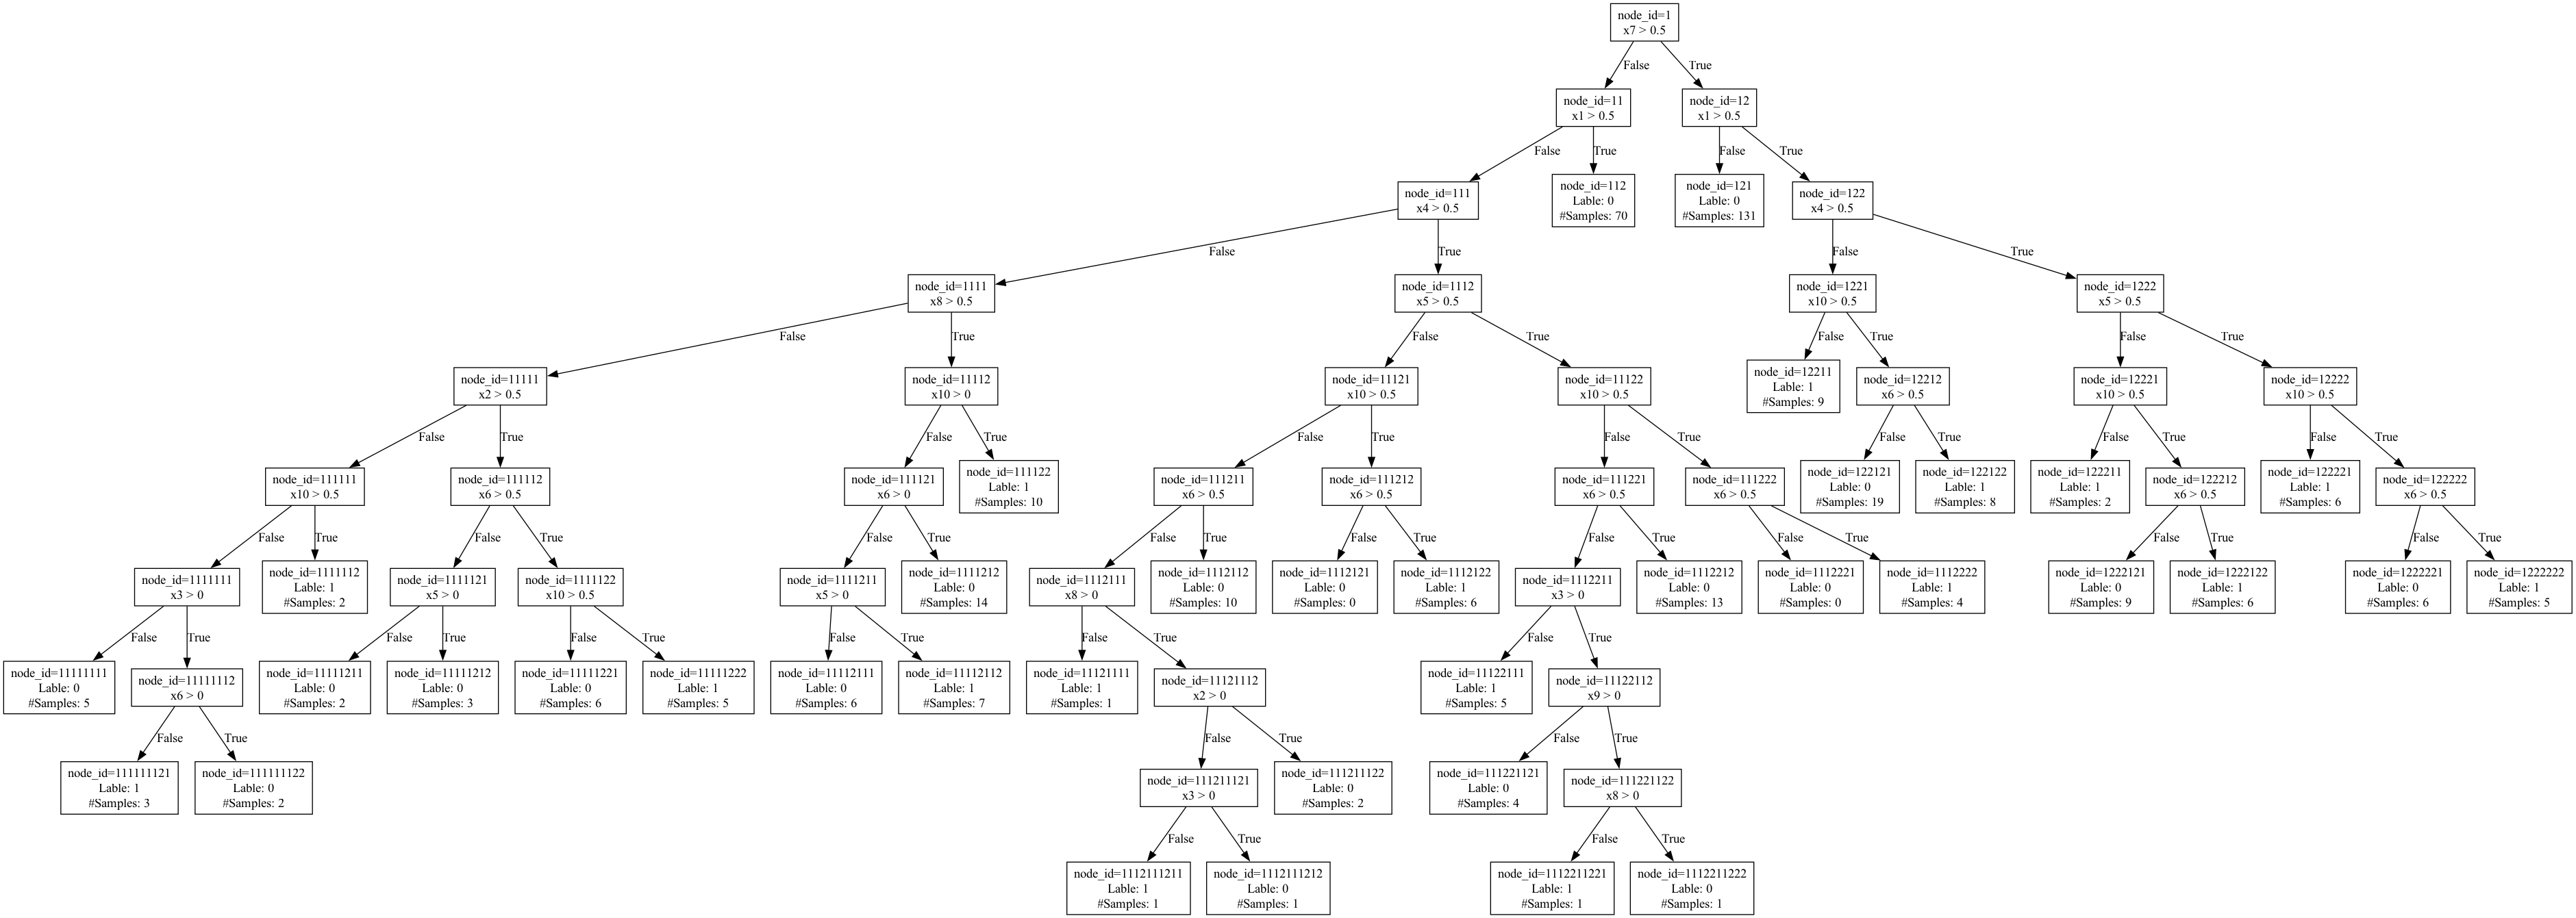 node_id=1
x7 > 0.5
False
True
node_id=11
x1 > 0.5
node_id=12
x1 > 0.5
False
True
False
True
node_id=111
x4 > 0.5
node_id=112
Lable: 0
#Samples: 70
node_id=121
Lable: 0
#Samples: 131
node_id=122
x4 > 0.5
False
True
False
True
node_id=1111
x8 > 0.5
node_id=1112
x5 > 0.5
node_id=1221
x10 > 0.5
node_id=1222
x5 > 0.5
False
True
False
True
False
True
False
True
node_id=11111
x2 > 0.5
node_id=11112
x10 > 0
node_id=11121
x10 > 0.5
node_id=11122
x10 > 0.5
node_id=12211
Lable: 1
#Samples: 9
node_id=12212
x6 > 0.5
node_id=12221
x10 > 0.5
node_id=12222
x10 > 0.5
False
True
False
True
False
True
False
True
False
True
False
True
False
True
node_id=111111
x10 > 0.5
node_id=111112
x6 > 0.5
node_id=111121
x6 > 0
node_id=111122
Lable: 1
#Samples: 10
node_id=111211
x6 > 0.5
node_id=111212
x6 > 0.5
node_id=111221
x6 > 0.5
node_id=111222
x6 > 0.5
node_id=122121
Lable: 0
#Samples: 19
node_id=122122
Lable: 1
#Samples: 8
node_id=122211
Lable: 1
#Samples: 2
node_id=122212
x6 > 0.5
node_id=122221
Lable: 1
#Samples: 6
node_id=122222
x6 > 0.5
False
True
False
True
False
True
False
True
False
True
False
True
False
True
False
True
False
True
node_id=1111111
x3 > 0
node_id=1111112
Lable: 1
#Samples: 2
node_id=1111121
x5 > 0
node_id=1111122
x10 > 0.5
node_id=1111211
x5 > 0
node_id=1111212
Lable: 0
#Samples: 14
node_id=1112111
x8 > 0
node_id=1112112
Lable: 0
#Samples: 10
node_id=1112121
Lable: 0
#Samples: 0
node_id=1112122
Lable: 1
#Samples: 6
node_id=1112211
x3 > 0
node_id=1112212
Lable: 0
#Samples: 13
node_id=1112221
Lable: 0
#Samples: 0
node_id=1112222
Lable: 1
#Samples: 4
node_id=1222121
Lable: 0
#Samples: 9
node_id=1222122
Lable: 1
#Samples: 6
node_id=1222221
Lable: 0
#Samples: 6
node_id=1222222
Lable: 1
#Samples: 5
False
True
False
True
False
True
False
True
False
True
False
True
node_id=11111111
Lable: 0
#Samples: 5
node_id=11111112
x6 > 0
node_id=11111211
Lable: 0
#Samples: 2
node_id=11111212
Lable: 0
#Samples: 3
node_id=11111221
Lable: 0
#Samples: 6
node_id=11111222
Lable: 1
#Samples: 5
node_id=11112111
Lable: 0
#Samples: 6
node_id=11112112
Lable: 1
#Samples: 7
node_id=11121111
Lable: 1
#Samples: 1
node_id=11121112
x2 > 0
node_id=11122111
Lable: 1
#Samples: 5
node_id=11122112
x9 > 0
False
True
False
True
False
True
node_id=111111121
Lable: 1
#Samples: 3
node_id=111111122
Lable: 0
#Samples: 2
node_id=111211121
x3 > 0
node_id=111211122
Lable: 0
#Samples: 2
node_id=111221121
Lable: 0
#Samples: 4
node_id=111221122
x8 > 0
False
True
False
True
node_id=1112111211
Lable: 1
#Samples: 1
node_id=1112111212
Lable: 0
#Samples: 1
node_id=1112211221
Lable: 1
#Samples: 1
node_id=1112211222
Lable: 0
#Samples: 1